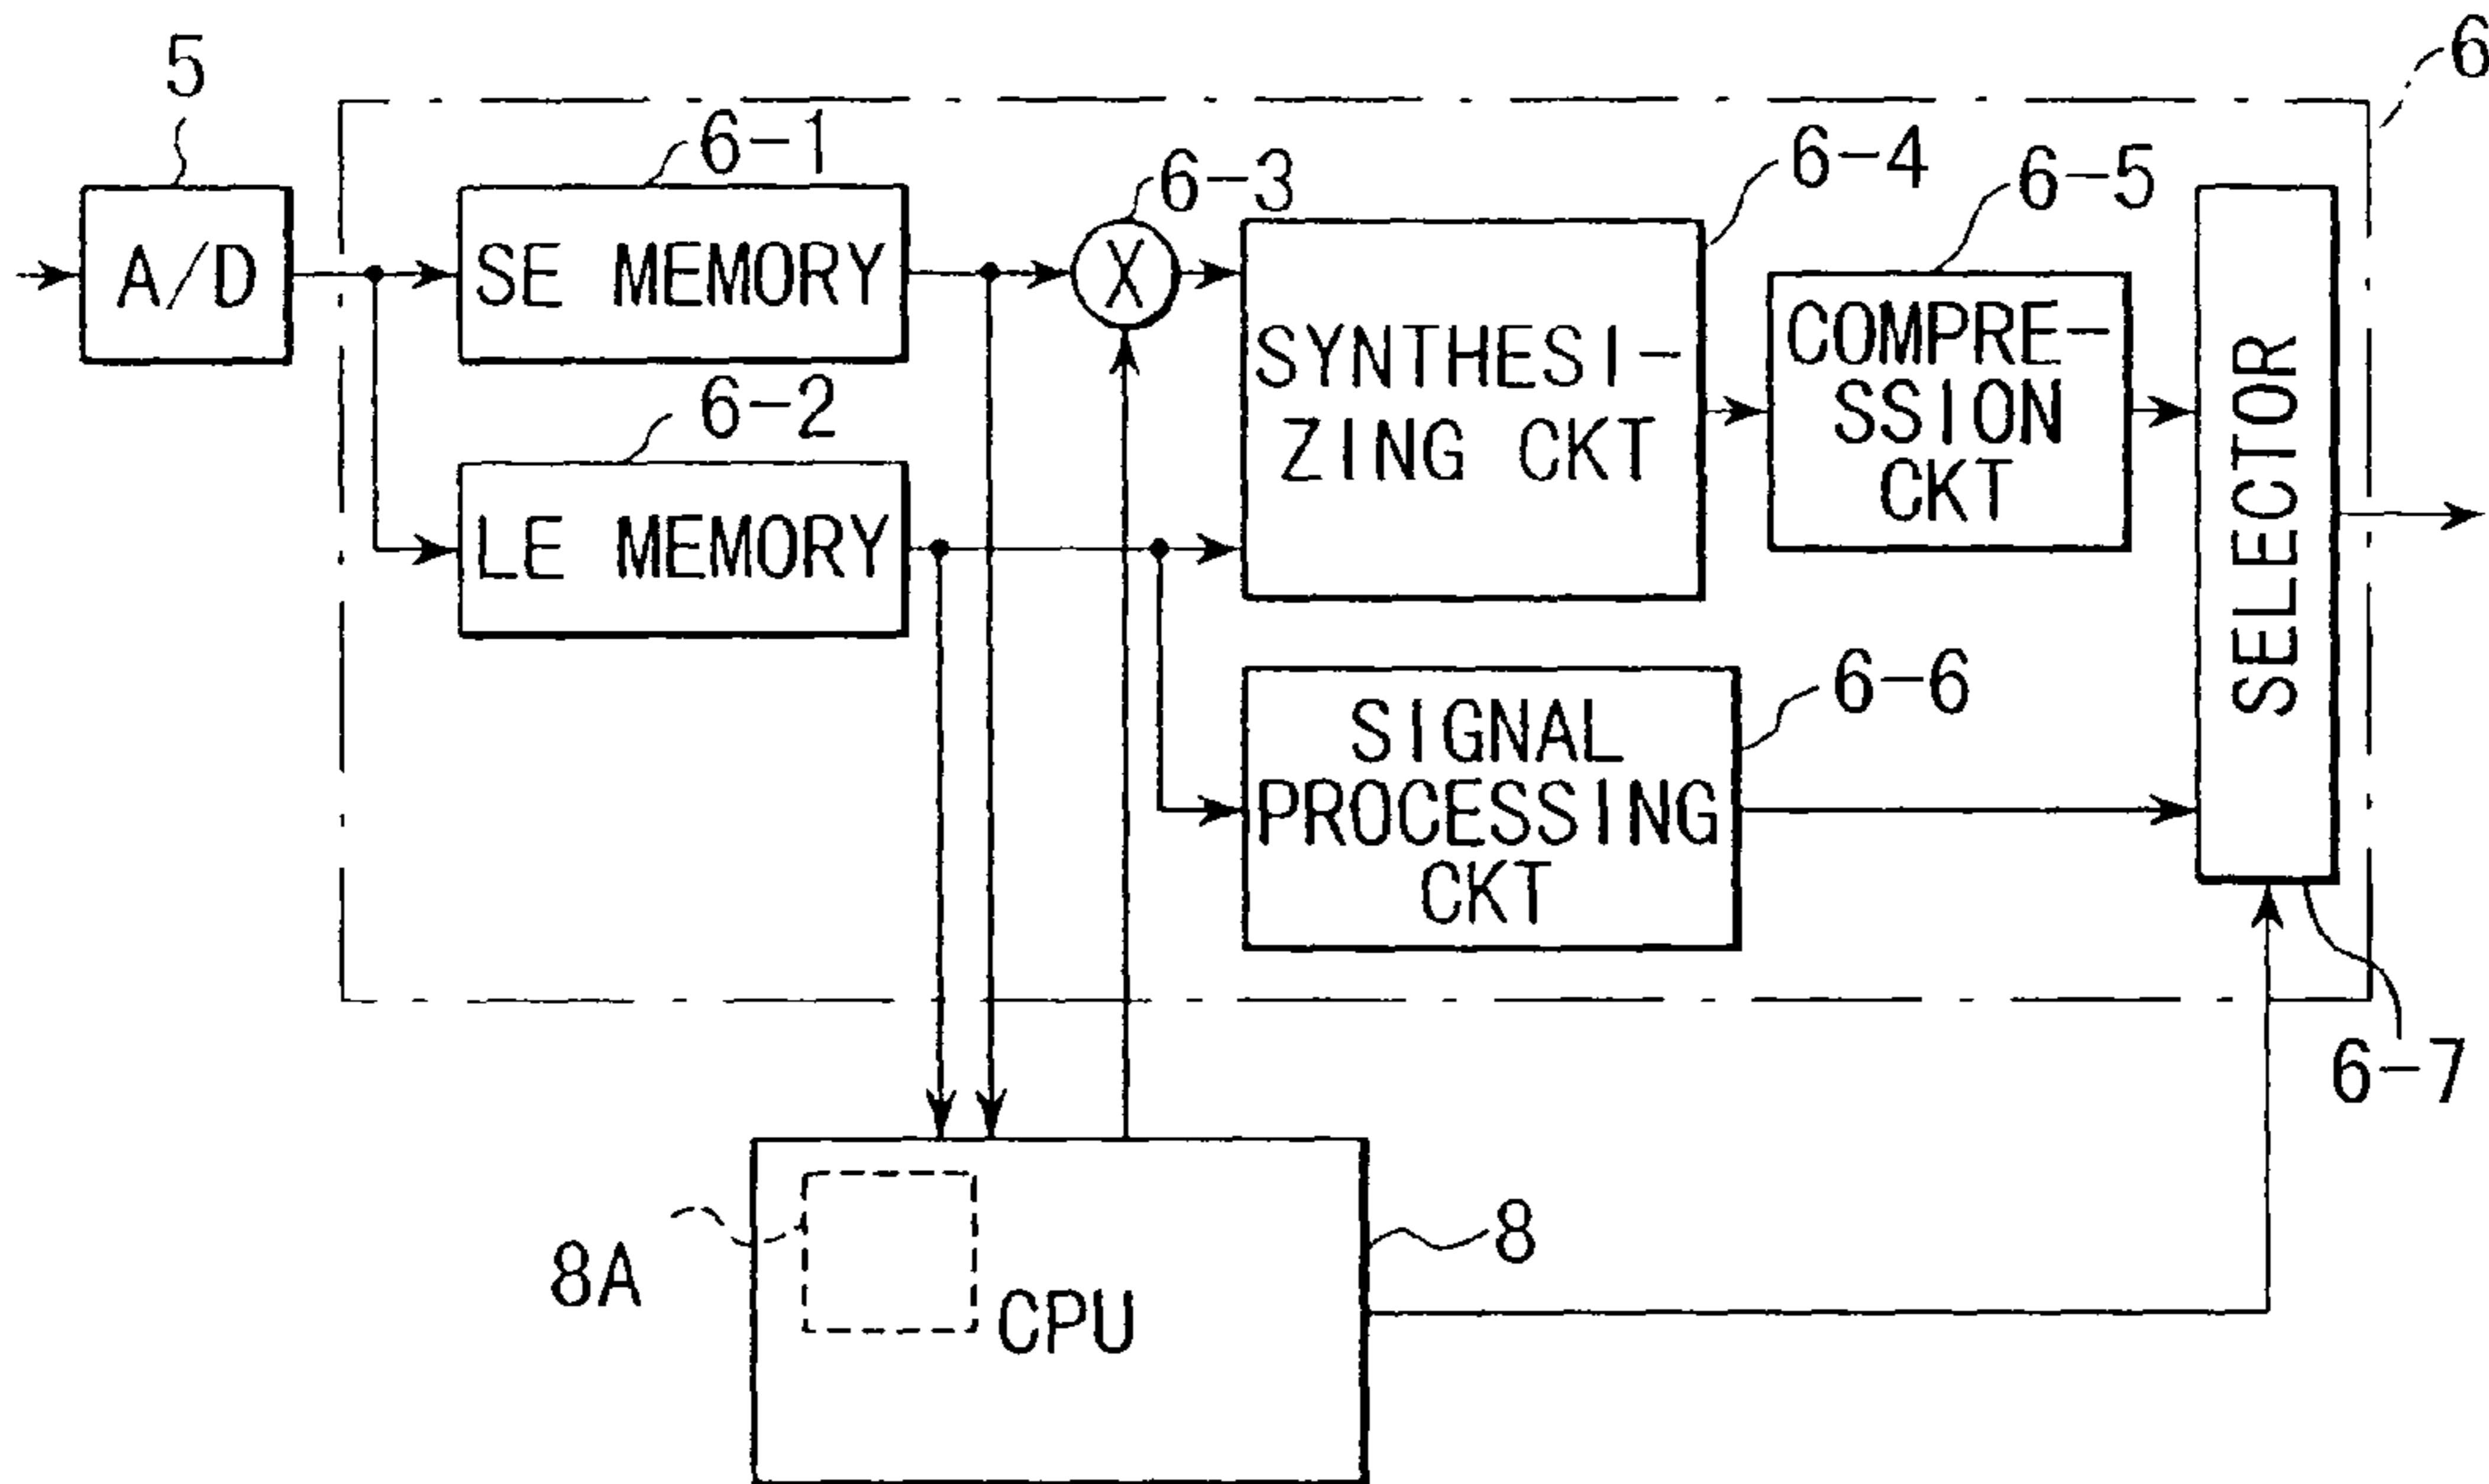 5
6
6-1
6-3
6-4
6-5
A/D
SE MEMORY
X
SYNTHESI-
ZING CKT
COMPRE-
SSION
CKT
SELECTOR
6-2
LE MEMORY
6-6
SIGNAL
PROCESSING
CKT
6-7
8
8A
CPU